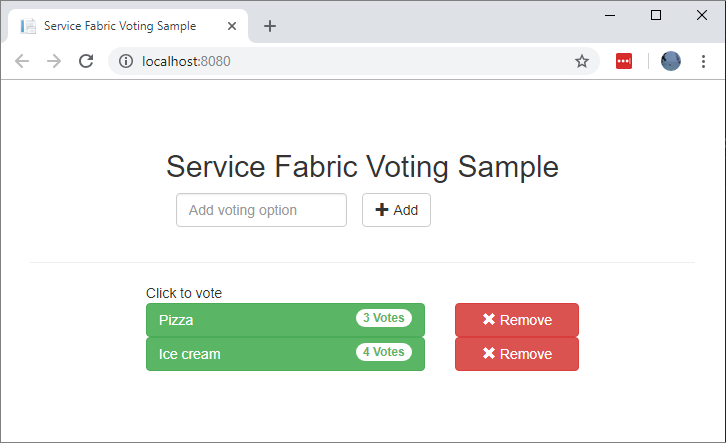 Service Fabric Voting Sample
localhost:8080
Service Fabric Voting Sample
Add voting option
Add
Click to vote
Pizza 3 Votes Remove
Ice cream 4 Votes Remove